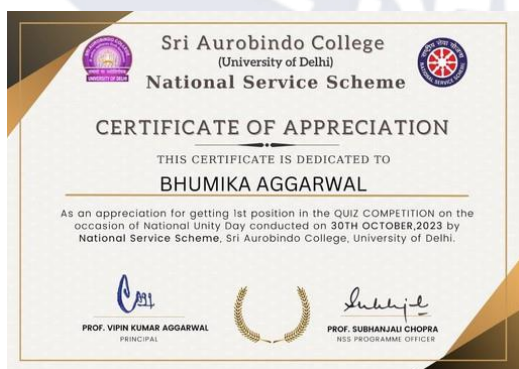 Sri Aurobindo College
(University of Delhi)
National Service Scheme
CERTIFICATE OF APPRECIATION
THIS CERTIFICATE IS DEDICATED TO
BHUMIKA AGGARWAL
As an appreciation for getting 1st position in the QUIZ COMPETITION on the
occasion of National Unity Day conducted on 30TH OCTOBER,2023 by
National Service Scheme, Sri Aurobindo College, University of Delhi.
PROF. VIPIN KUMAR AGGARWAL
PRINCIPAL
PROF. SUBHANJALI CHOPRA
NSS PROGRAMME OFFICER